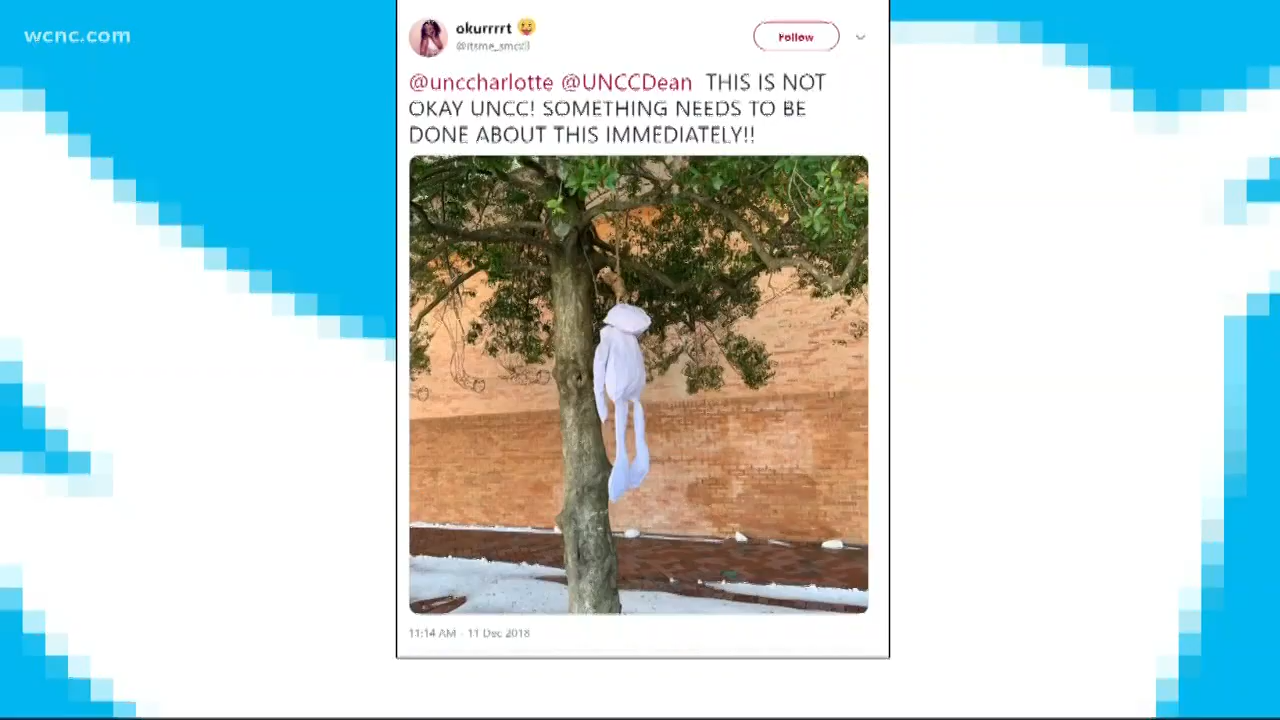 wcnc.com
okurrrrt 😜
Follow
@unccharlotte @UNCCDean THIS IS NOT
OKAY UNCC! SOMETHING NEEDS TO BE
DONE ABOUT THIS IMMEDIATELY!!
11:14 AM - 11 Dec 2018